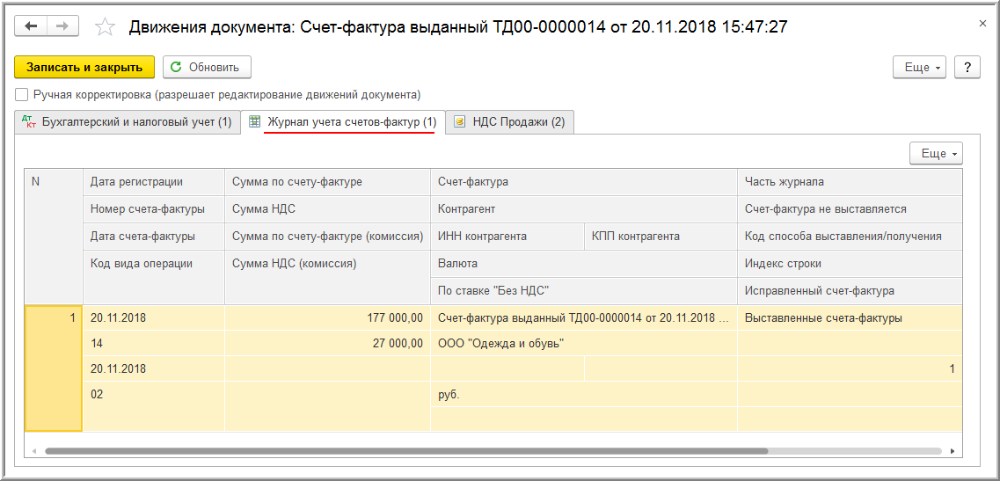 Движения документа: Счет-фактура выданный ТД00-0000014 от 20.11.2018 15:47:27
Записать и закрыть Обновить Еще ?
Ручная корректировка (разрешает редактирование движений документа)
Дт Кт Бухгалтерский и налоговый учет (1) Журнал учета счетов-фактур (1) НДС Продажи (2)
Еще
N Дата регистрации Сумма по счету-фактуре Счет-фактура Часть журнала
Номер счета-фактуры Сумма НДС Контрагент Счет-фактура не выставляется
Дата счета-фактуры Сумма по счету-фактуре (комиссия) ИНН контрагента КПП контрагента Код способа выставления/получения
Код вида операции Сумма НДС (комиссия) Валюта Индекс строки
По ставке "Без НДС" Исправленный счет-фактура
1 20.11.2018 177 000,00 Счет-фактура выданный ТД00-0000014 от 20.11.2018 ... Выставленные счета-фактуры
14 27 000,00 ООО "Одежда и обувь"
20.11.2018 1
02 руб.